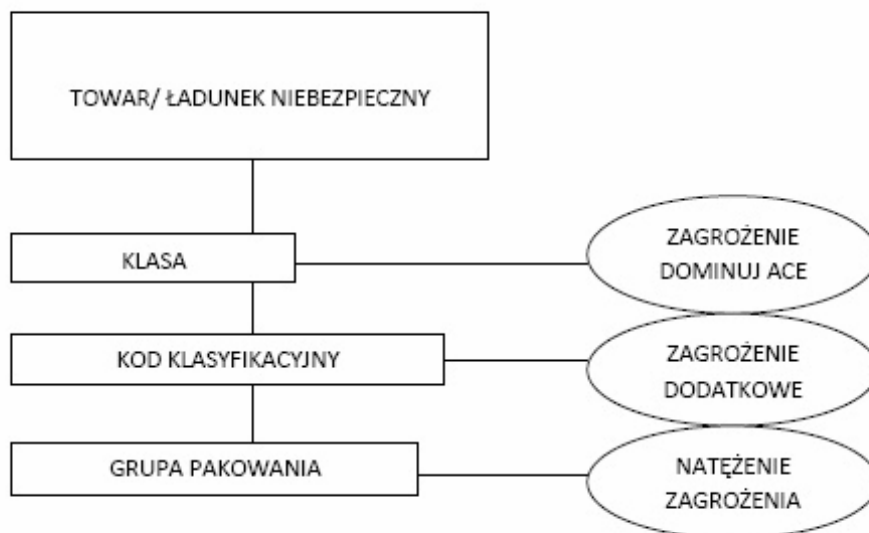 TOWAR/ ŁADUNEK NIEBEZPIECZNY
KLASA
ZAGROŻENIE
DOMINUJ ACE
KOD KLASYFIKACYJNY
ZAGROŻENIE
DODATKOWE
GRUPA PAKOWANIA
NATĘŻENIE
ZAGROŻENIA